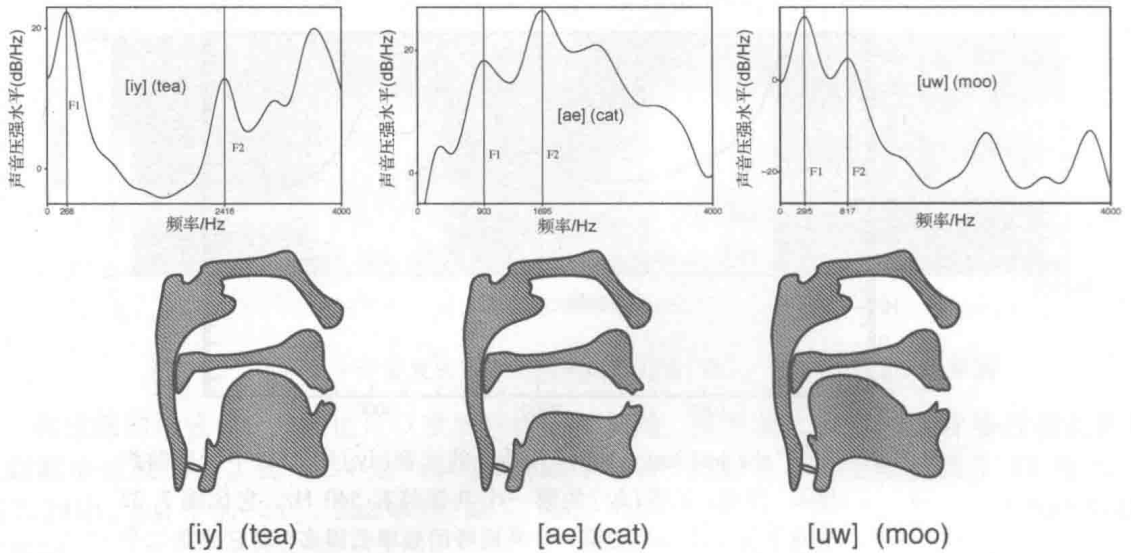 声音压强水平(dB/Hz)
20
0
[iy] (tea)
F1
F2
0 268 2416 4000
频率/Hz
声音压强水平(dB/Hz)
20
0
[ae] (cat)
F1
F2
0 903 1695 4000
频率/Hz
声音压强水平(dB/Hz)
0
-20
[uw] (moo)
F1
F2
0 295 817 4000
频率/Hz
[iy] (tea)
[ae] (cat)
[uw] (moo)